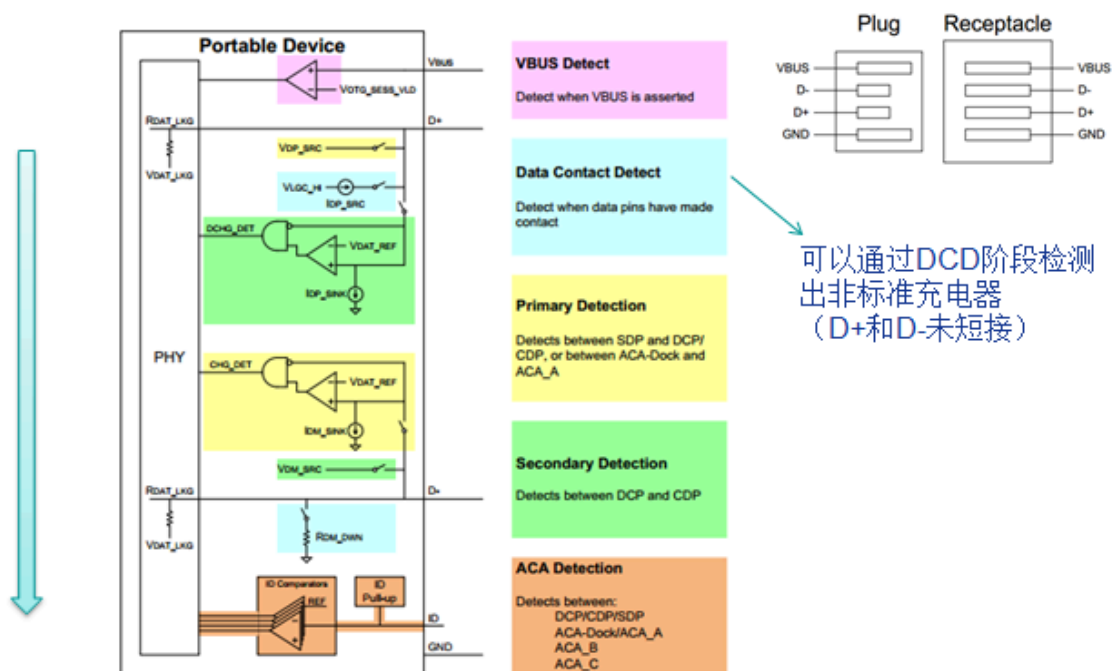 Portable Device
VBUS
VOTG_SESS_VLD
RDAT_LKG
D+
VDP_SRC
VDAT_LKG
VLGC_HI
IDP_SRC
DCHG_DET
VDAT_REF
IDP_SINK
PHY
CHG_DET
VDAT_REF
IDM_SINK
VDM_SRC
RDAT_LKG
D-
VDAT_LKG
RDM_DWN
ID Comparators
REF
ID
Pull-up
ID
GND
VBUS Detect
Detect when VBUS is asserted
Data Contact Detect
Detect when data pins have made
contact
Primary Detection
Detects between SDP and DCP/
CDP, or between ACA-Dock and
ACA_A
Secondary Detection
Detects between DCP and CDP
ACA Detection
Detects between:
DCP/CDP/SDP
ACA-Dock/ACA_A
ACA_B
ACA_C
Plug
VBUS
D-
D+
GND
Receptacle
VBUS
D-
D+
GND
可以通过DCD阶段检测
出非标准充电器
（D+和D-未短接）